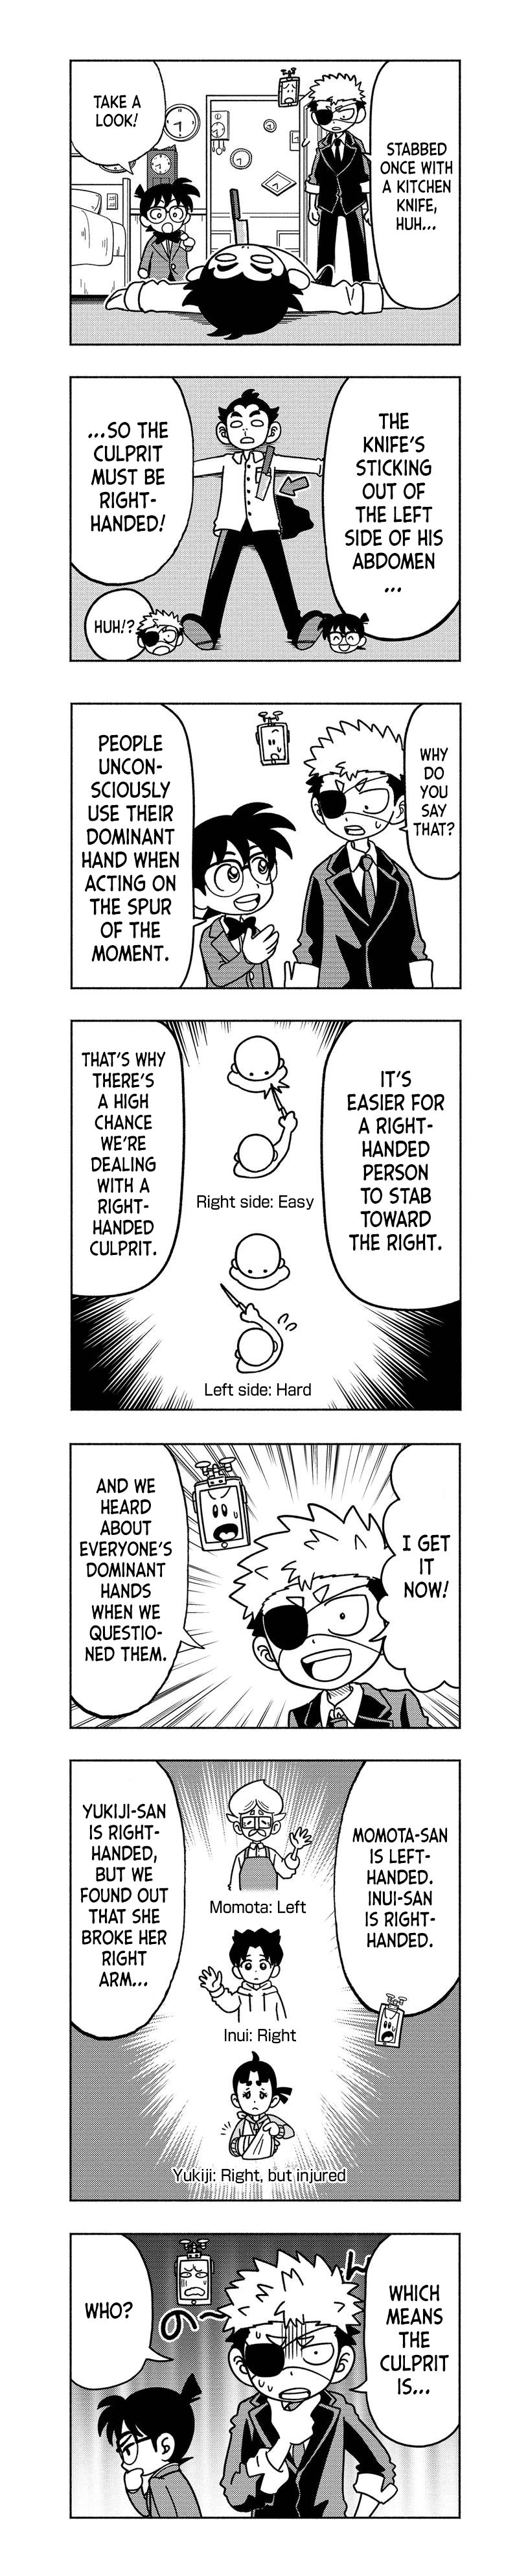 TAKE A
LOOK!
STABBED
ONCE WITH
A KITCHEN
KNIFE,
HUH...
THE
KNIFE'S
STICKING
OUT OF
THE LEFT
SIDE OF HIS
ABDOMEN
...
...SO THE
CULPRIT
MUST BE
RIGHT-
HANDED!
HUH!?
WHY
DO
YOU
SAY
THAT?
PEOPLE
UNCON-
SCIOUSLY
USE THEIR
DOMINANT
HAND WHEN
ACTING ON
THE SPUR
OF THE
MOMENT.
IT'S
EASIER FOR
A RIGHT-
HANDED
PERSON
TO STAB
TOWARD
THE RIGHT.
Right side: Easy
Left side: Hard
THAT'S WHY
THERE'S
A HIGH
CHANCE
WE'RE
DEALING
WITH A
RIGHT-
HANDED
CULPRIT.
I GET
IT
NOW!
AND WE
HEARD
ABOUT
EVERYONE'S
DOMINANT
HANDS
WHEN WE
QUESTIO-
NED THEM.
MOMOTA-SAN
IS LEFT-
HANDED.
INUI-SAN
IS RIGHT-
HANDED.
Momota: Left
Inui: Right
Yukiji: Right, but injured
YUKIJI-SAN
IS RIGHT-
HANDED,
BUT WE
FOUND OUT
THAT SHE
BROKE HER
RIGHT
ARM...
WHICH
MEANS
THE
CULPRIT
IS...
WHO?